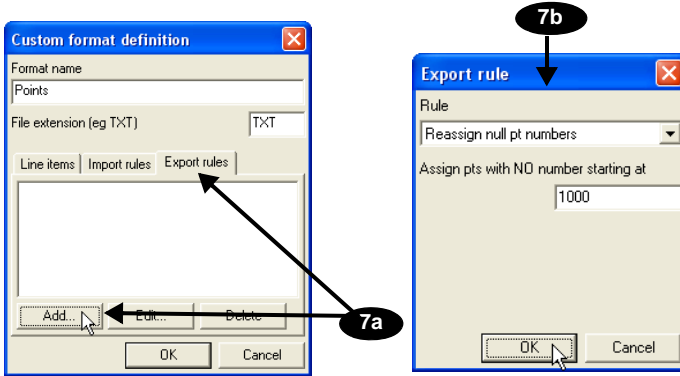 7b
Custom format definition
Format name
Points
File extension (eg TXT)
TXT
Line items
Import rules
Export rules
Add...
Edit...
Delete
7a
OK
Cancel
Export rule
Rule
Reassign null pt numbers
Assign pts with NO number starting at
1000
OK
Cancel